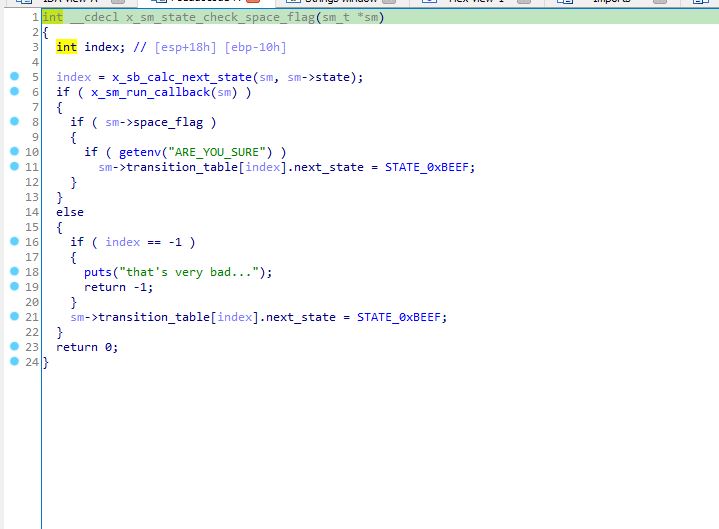 Strings window
1 int __cdecl x_sm_state_check_space_flag(sm_t *sm)
2 {
3 int index; // [esp+18h] [ebp-10h]
4
5 index = x_sb_calc_next_state(sm, sm->state);
6 if ( x_sm_run_callback(sm) )
7 {
8 if ( sm->space_flag )
9 {
10 if ( getenv("ARE_YOU_SURE") )
11 sm->transition_table[index].next_state = STATE_0xBEEF;
12 }
13 }
14 else
15 {
16 if ( index == -1 )
17 {
18 puts("that's very bad...");
19 return -1;
20 }
21 sm->transition_table[index].next_state = STATE_0xBEEF;
22 }
23 return 0;
24 }